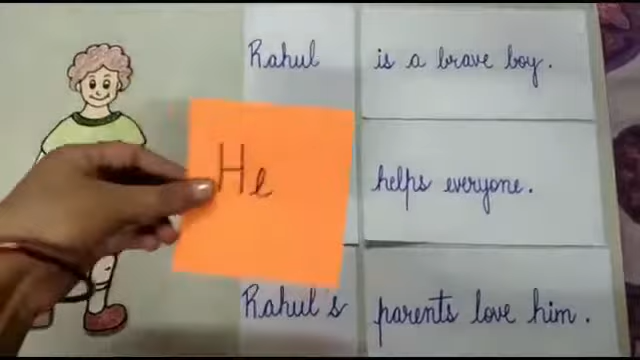 Rahul is a brave boy.
He helps everyone.
Rahul's parents love him.